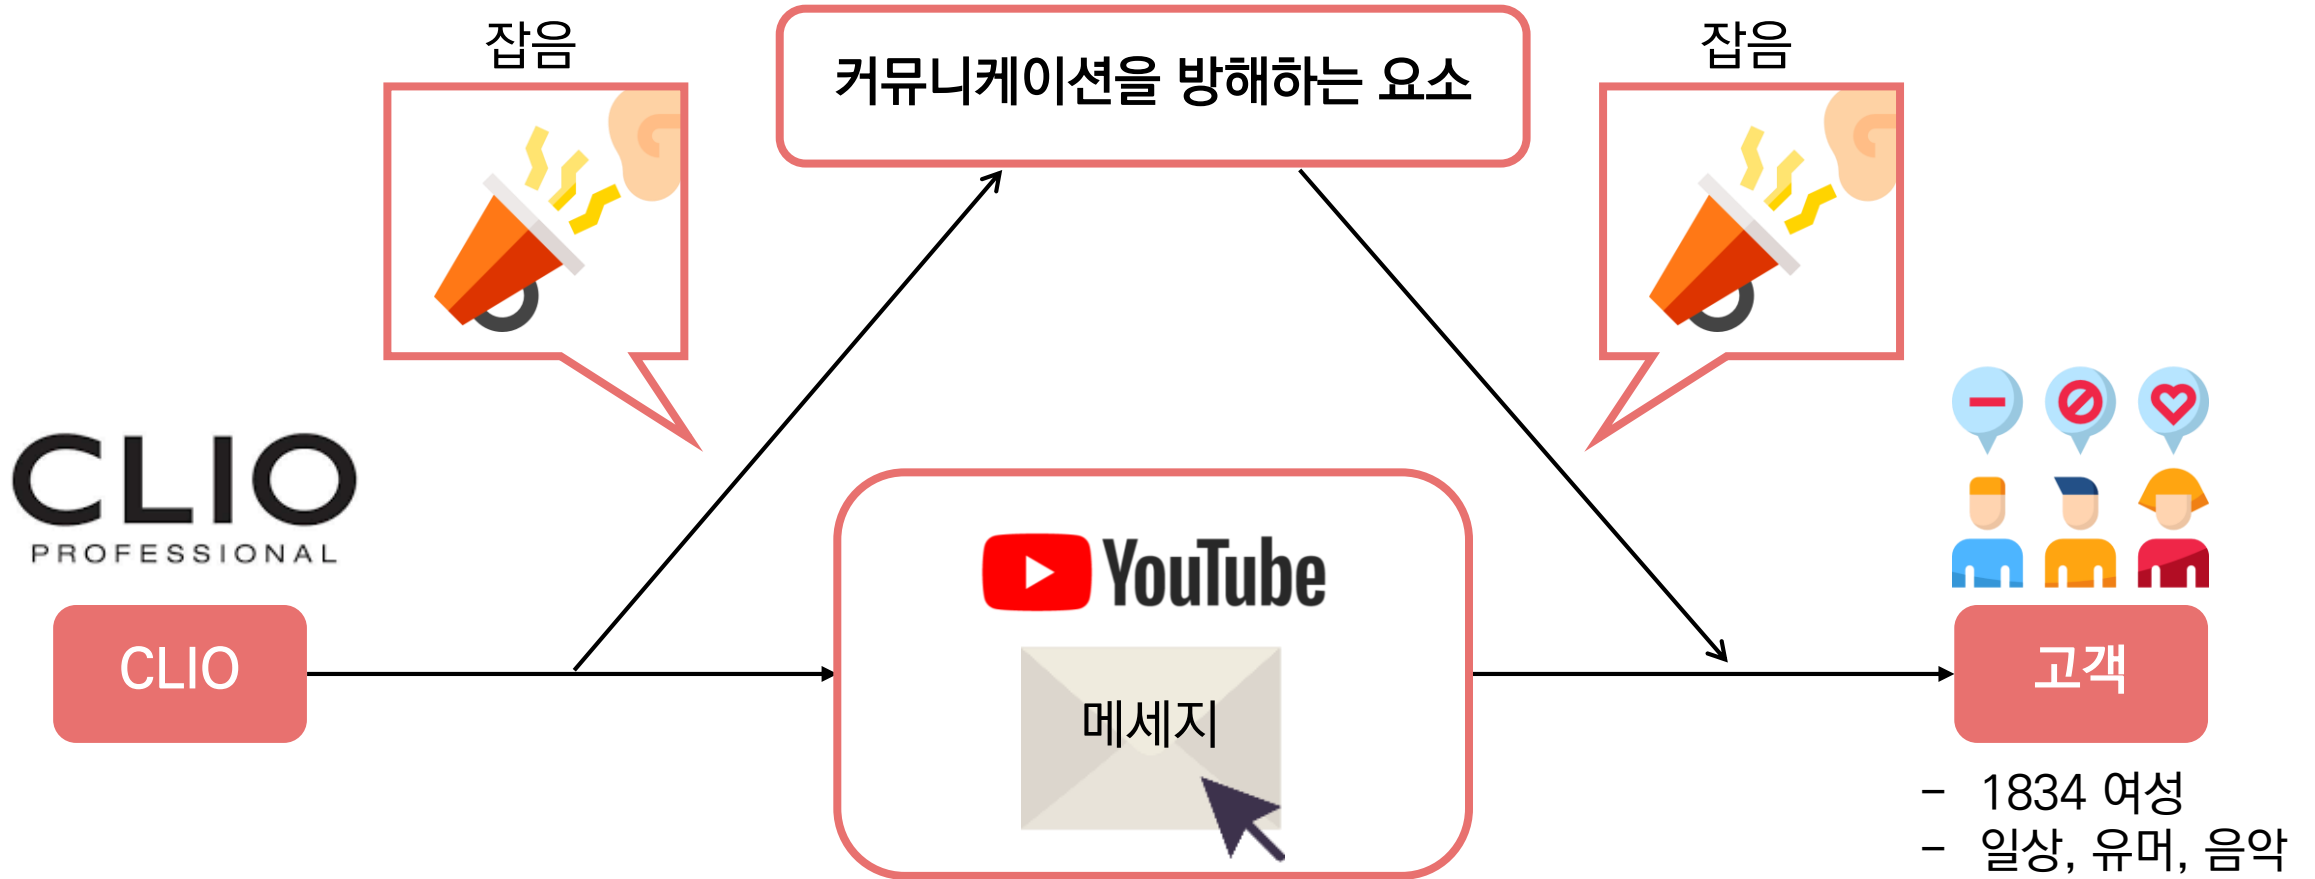 잡음
커뮤니케이션을 방해하는 요소
잡음
CLIO
PROFESSIONAL
CLIO
YouTube
메세지
고객
- 1834 여성
- 일상, 유머, 음악